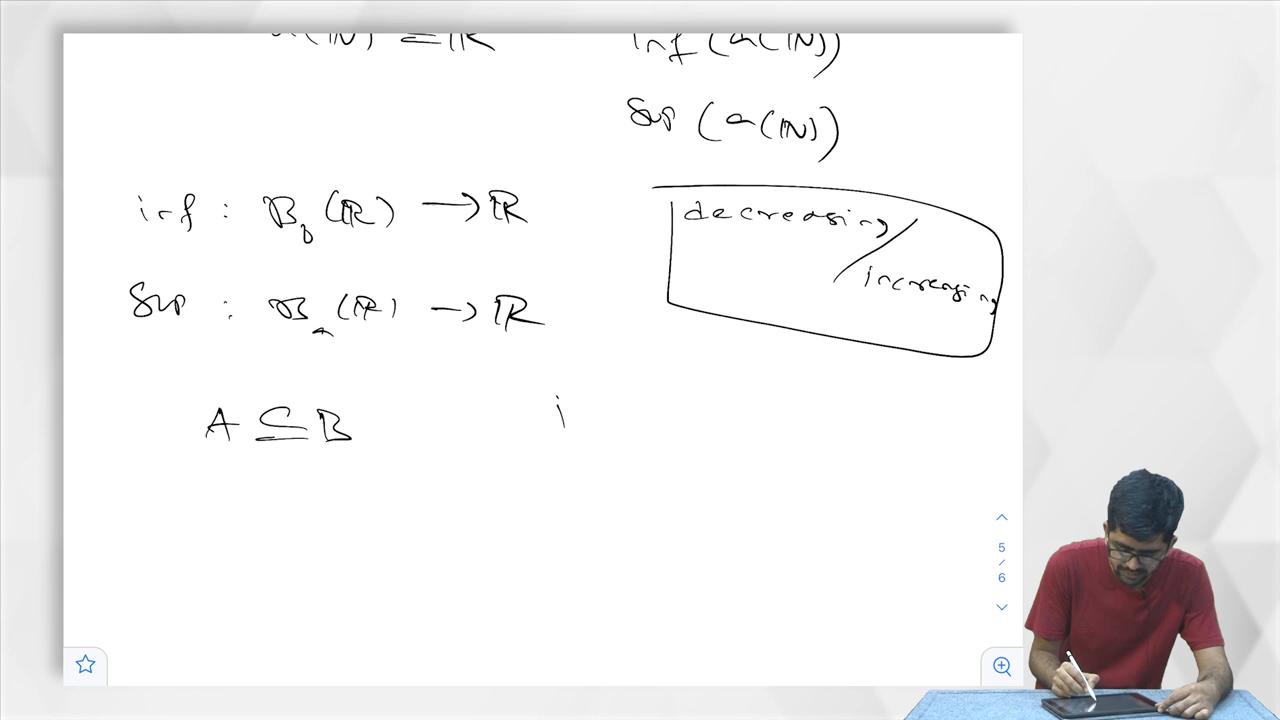 a(ℕ) ⊆ ℝ
inf (a(ℕ))
sup (a(ℕ))
inf : B_b (ℝ) → ℝ
decreasing/
increasing
sup : B_a (ℝ) → ℝ
A ⊆ B
i
5
/
6